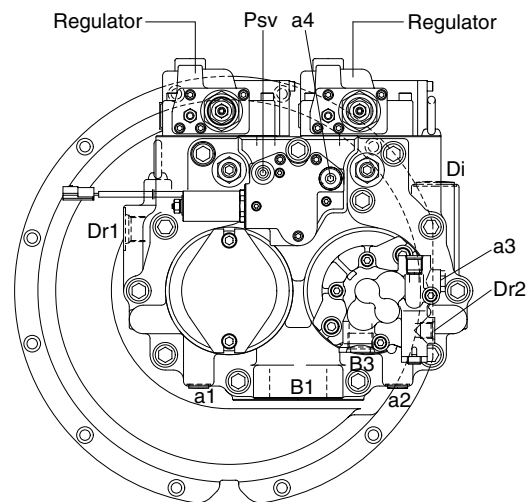 Regulator Psv a4 Regulator
Di
Dr1
a3
Dr2
B3
B1
a1 a2